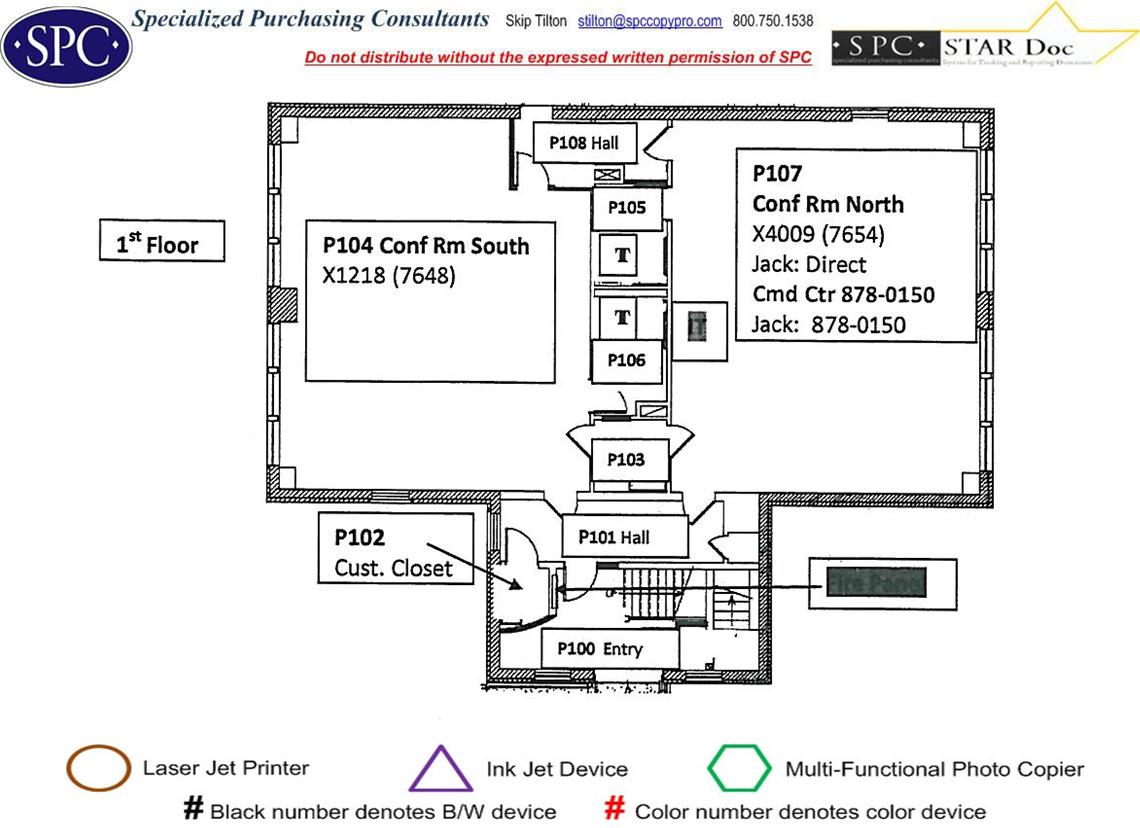 SPC
Specialized Purchasing Consultants Skip Tilton stilton@spccopypro.com 800.750.1538
Do not distribute without the expressed written permission of SPC
SPC STAR Doc
specialized purchasing consultants System for Tracking and Reporting Documents
P108 Hall
P107
Conf Rm North
X4009 (7654)
Jack: Direct
Cmd Ctr 878-0150
Jack: 878-0150
P105
1st Floor
P104 Conf Rm South
X1218 (7648)
T
T
P106
P103
P101 Hall
P102
Cust. Closet
Fire Panel
P100 Entry
Laser Jet Printer
Ink Jet Device
Multi-Functional Photo Copier
# Black number denotes B/W device
# Color number denotes color device